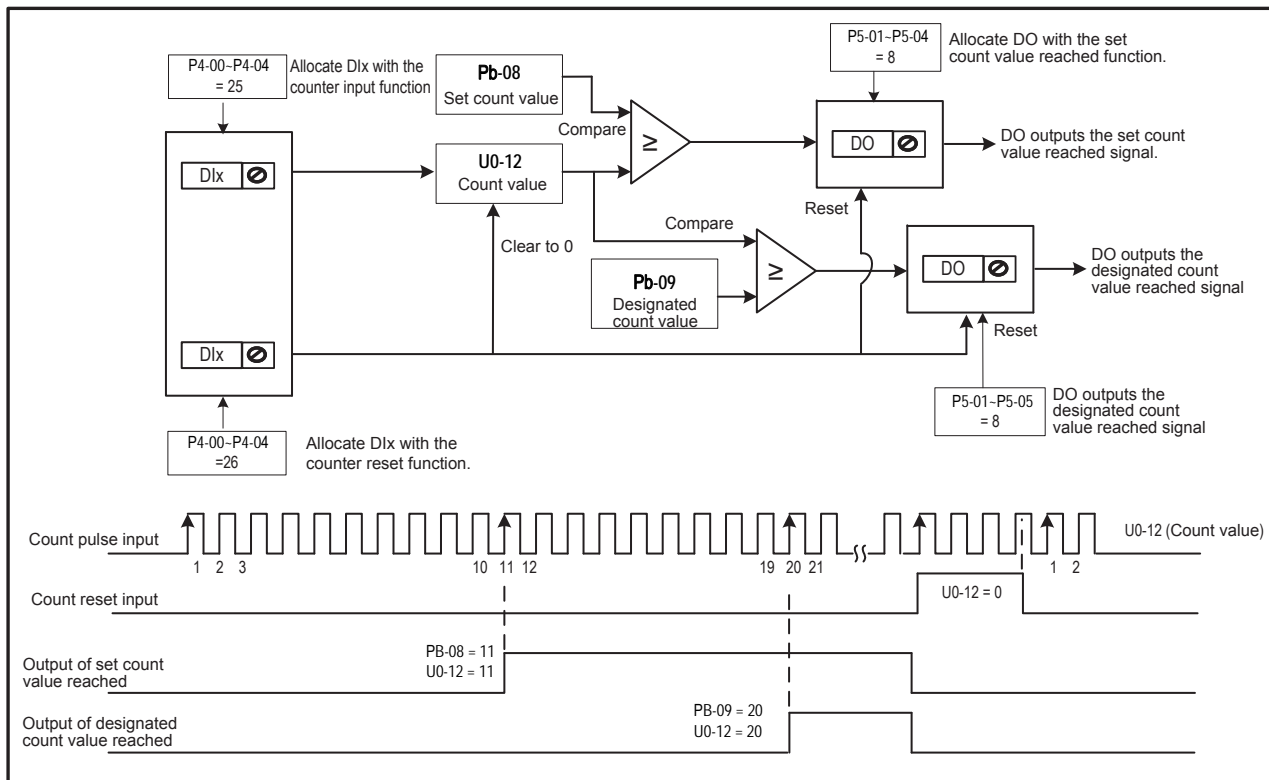 P4-00~P4-04
= 25
Allocate DIx with the
counter input function
Pb-08
Set count value
P5-01~P5-04
= 8
Allocate DO with the set
count value reached function.
Compare
≥
DIx
U0-12
Count value
DO
DO outputs the set count
value reached signal.
Reset
Clear to 0
Compare
≥
Pb-09
Designated
count value
DO
DO outputs the
designated count
value reached signal
Reset
DIx
P5-01~P5-05
= 8
DO outputs the
designated count
value reached signal
P4-00~P4-04
=26
Allocate DIx with the
counter reset function.
Count pulse input
U0-12 (Count value)
1 2 3 10 11 12 19 20 21 1 2
Count reset input
U0-12 = 0
Output of set count
value reached
PB-08 = 11
U0-12 = 11
Output of designated
count value reached
PB-09 = 20
U0-12 = 20